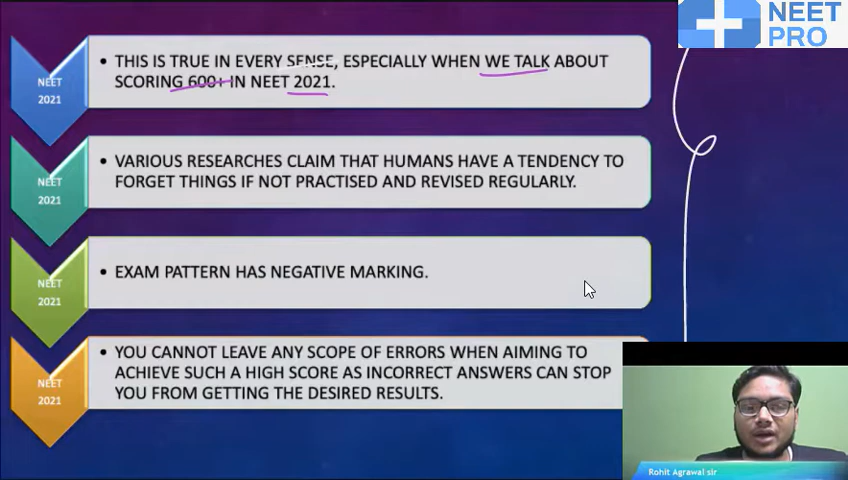 NEET
PRO
NEET
2021
• THIS IS TRUE IN EVERY SENSE, ESPECIALLY WHEN WE TALK ABOUT
SCORING 600+ IN NEET 2021.
NEET
2021
• VARIOUS RESEARCHES CLAIM THAT HUMANS HAVE A TENDENCY TO
FORGET THINGS IF NOT PRACTISED AND REVISED REGULARLY.
NEET
2021
• EXAM PATTERN HAS NEGATIVE MARKING.
NEET
2021
• YOU CANNOT LEAVE ANY SCOPE OF ERRORS WHEN AIMING TO
ACHIEVE SUCH A HIGH SCORE AS INCORRECT ANSWERS CAN STOP
YOU FROM GETTING THE DESIRED RESULTS.
Rohit Agrawal sir